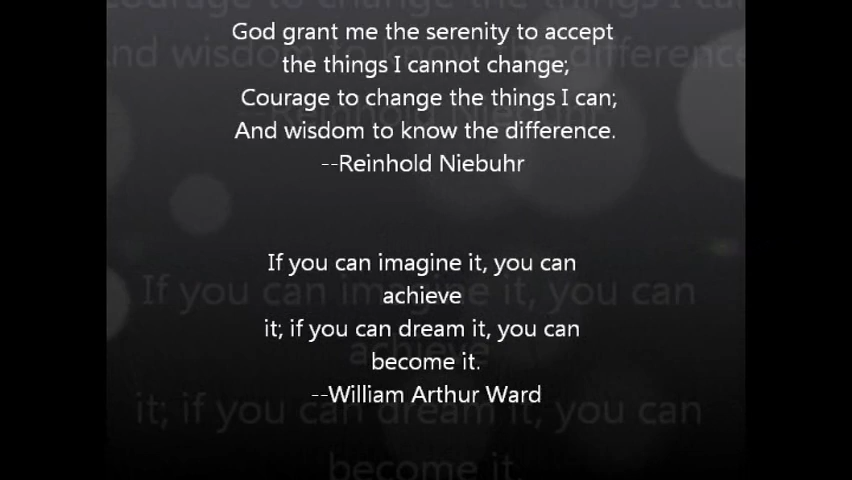 God grant me the serenity to accept
the things I cannot change;
Courage to change the things I can;
And wisdom to know the difference.
--Reinhold Niebuhr
If you can imagine it, you can
achieve
it; if you can dream it, you can
become it.
--William Arthur Ward